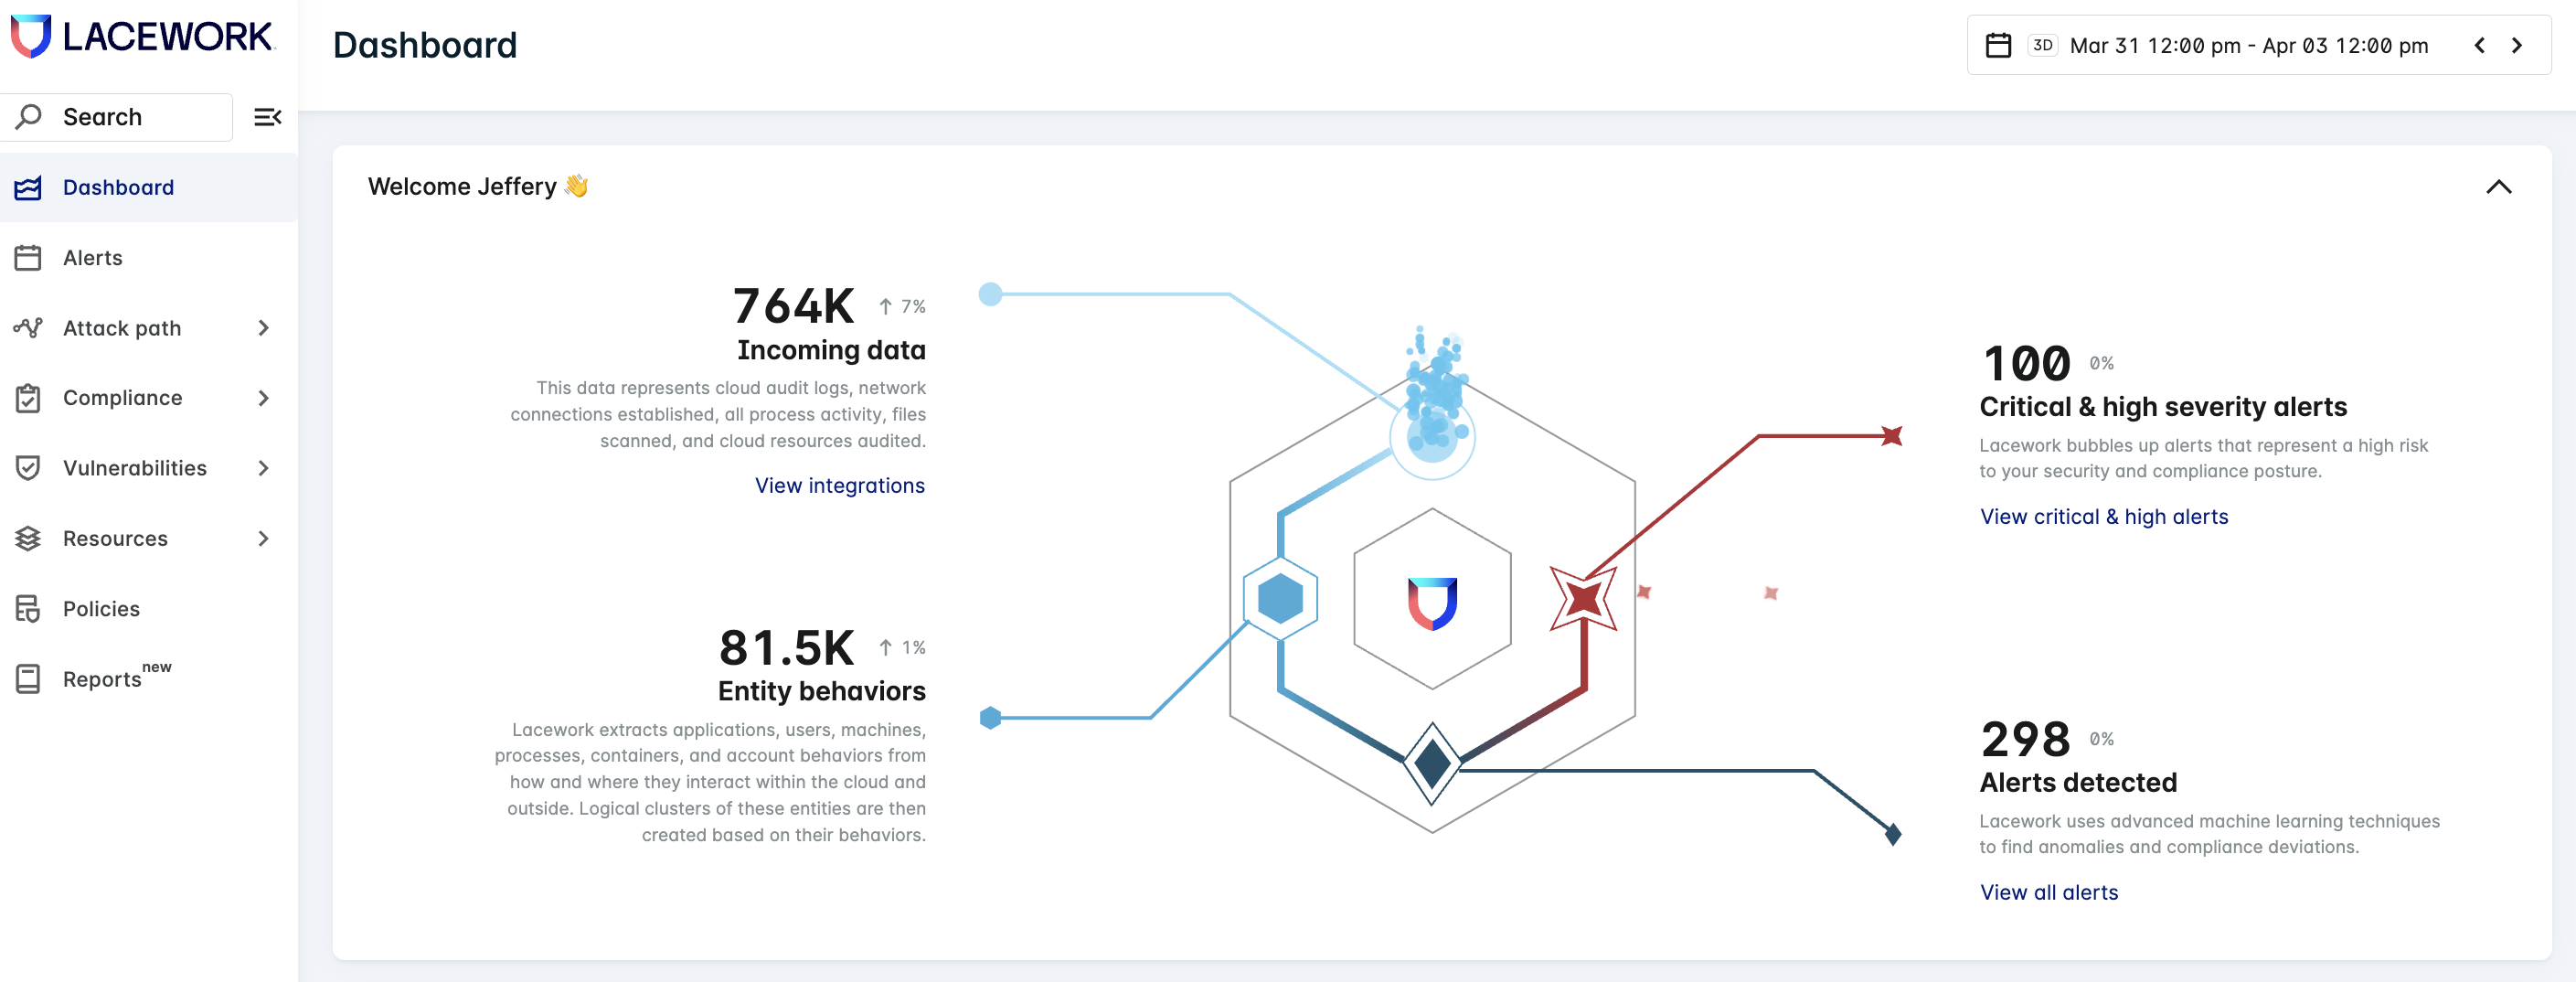 LACEWORK
Search
Dashboard
Alerts
Attack path
Compliance
Vulnerabilities
Resources
Policies
Reports new
Dashboard
3D Mar 31 12:00 pm - Apr 03 12:00 pm
Welcome Jeffery 👋
764K ↑ 7%
Incoming data
This data represents cloud audit logs, network
connections established, all process activity, files
scanned, and cloud resources audited.
View integrations
81.5K ↑ 1%
Entity behaviors
Lacework extracts applications, users, machines,
processes, containers, and account behaviors from
how and where they interact within the cloud and
outside. Logical clusters of these entities are then
created based on their behaviors.
100 0%
Critical & high severity alerts
Lacework bubbles up alerts that represent a high risk
to your security and compliance posture.
View critical & high alerts
298 0%
Alerts detected
Lacework uses advanced machine learning techniques
to find anomalies and compliance deviations.
View all alerts